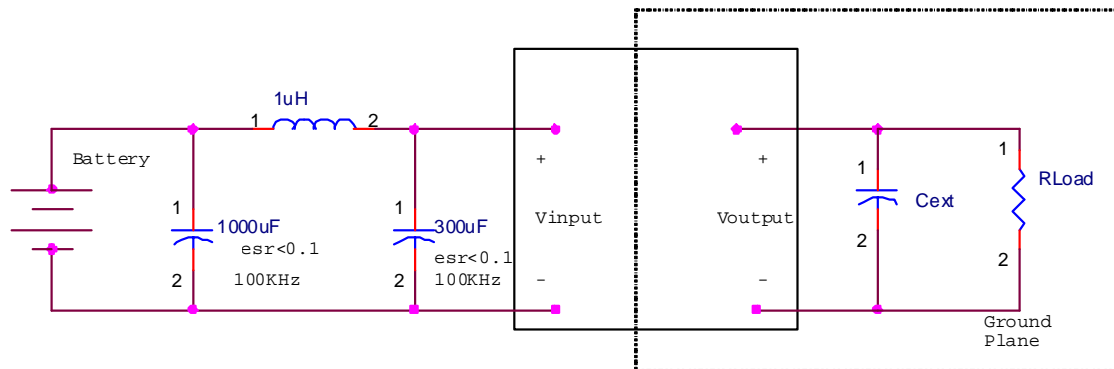 1uH
1 2
Battery
1
1000uF
esr<0.1
2
100KHz
1
300uF
esr<0.1
2
100KHz
+
Vinput
-
+
Voutput
-
1
Cext
2
1
RLoad
2
Ground
Plane